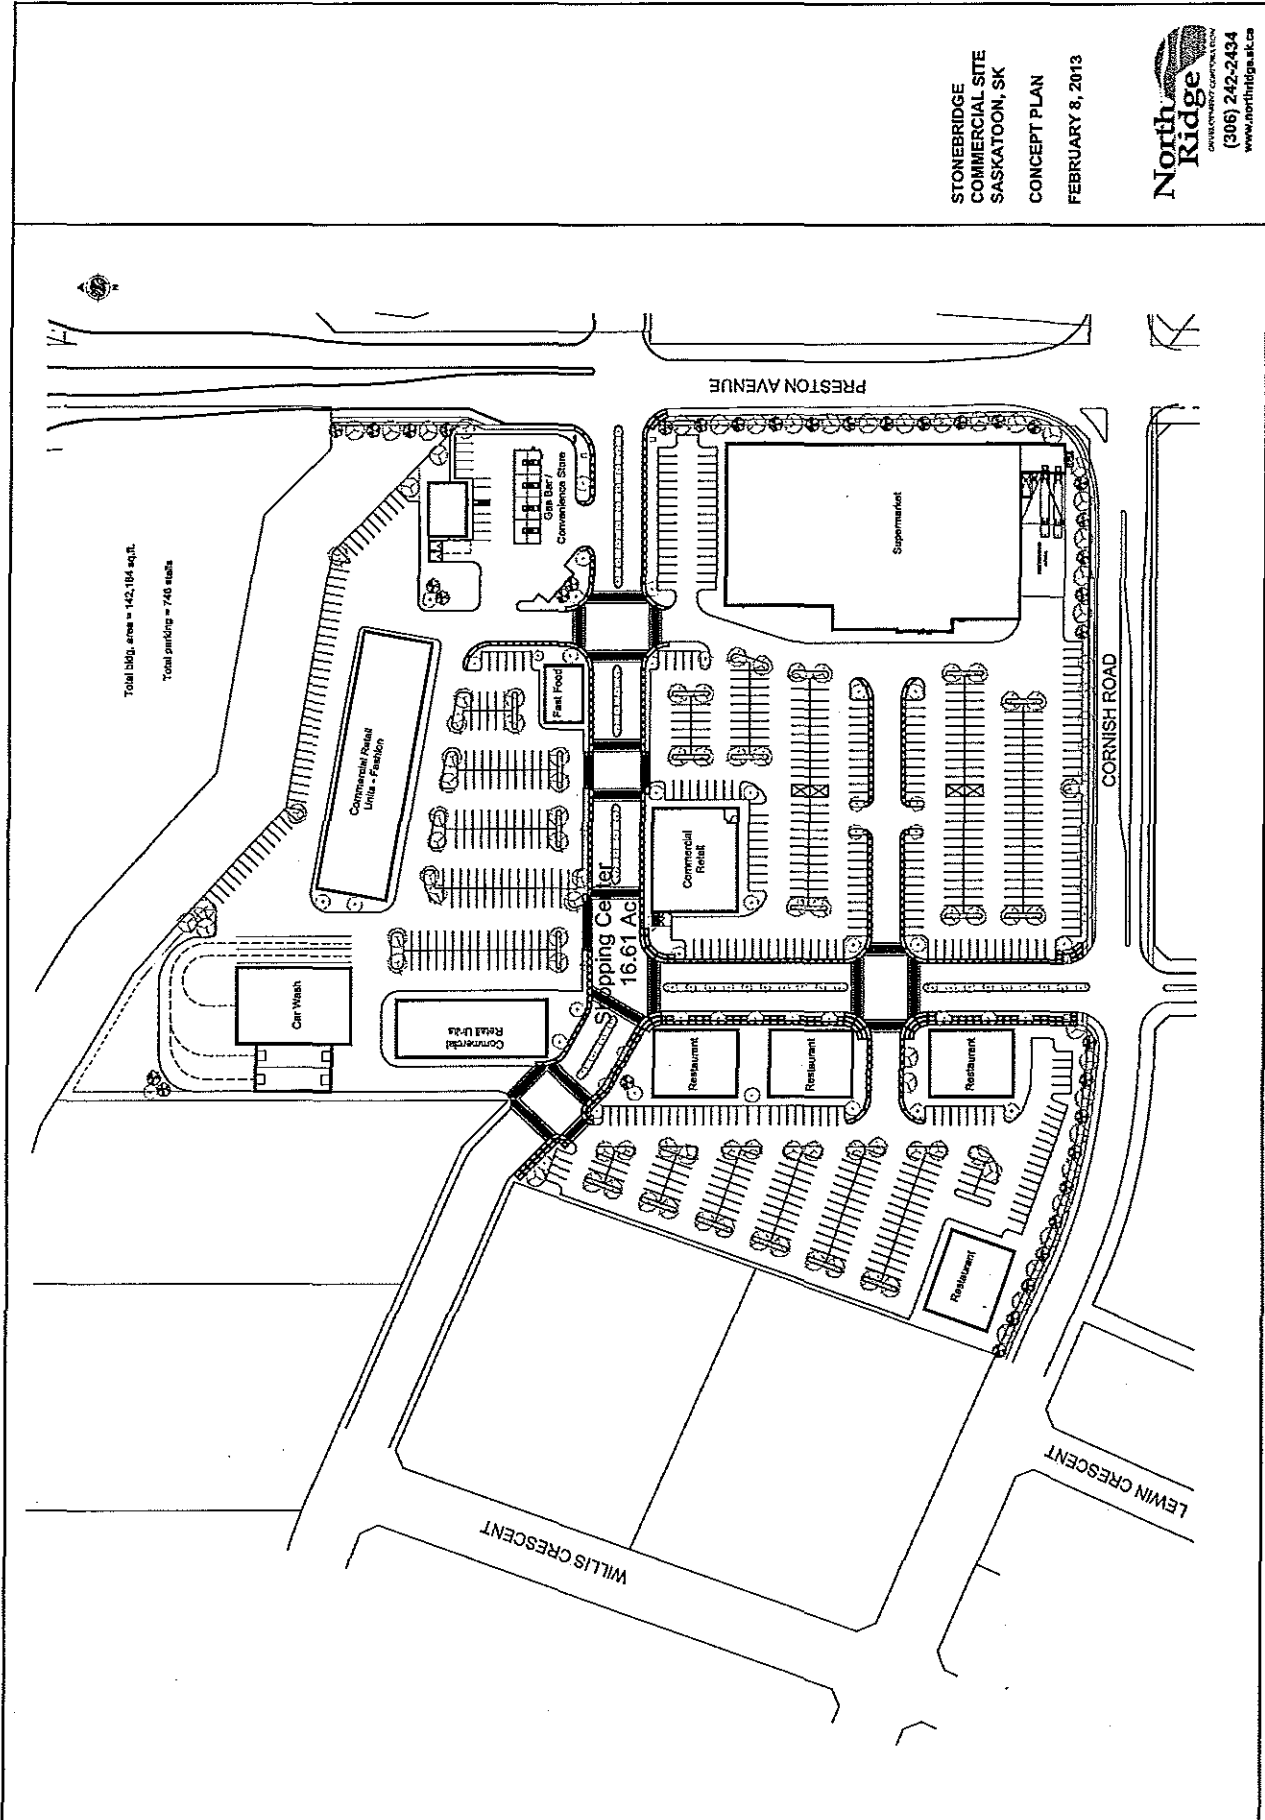 STONEBRIDGE
COMMERCIAL SITE
SASKATOON, SK
CONCEPT PLAN
FEBRUARY 8, 2013
North
Ridge
DEVELOPMENT CORPORATION
(306) 242-2434
www.northridge.sk.ca
N
Total bldg. area = 142,184 sq.ft.
Total parking = 746 stalls
PRESTON AVENUE
Gas Bar /
Convenience Store
Supermarket
Fast Food
Commercial Retail
Units - Fashion
Commercial
Retail
CORNISH ROAD
Car Wash
Commercial
Retail Units
Shopping Center
16.61 Ac
Restaurant
Restaurant
Restaurant
Restaurant
WILLIS CRESCENT
LEWIN CRESCENT